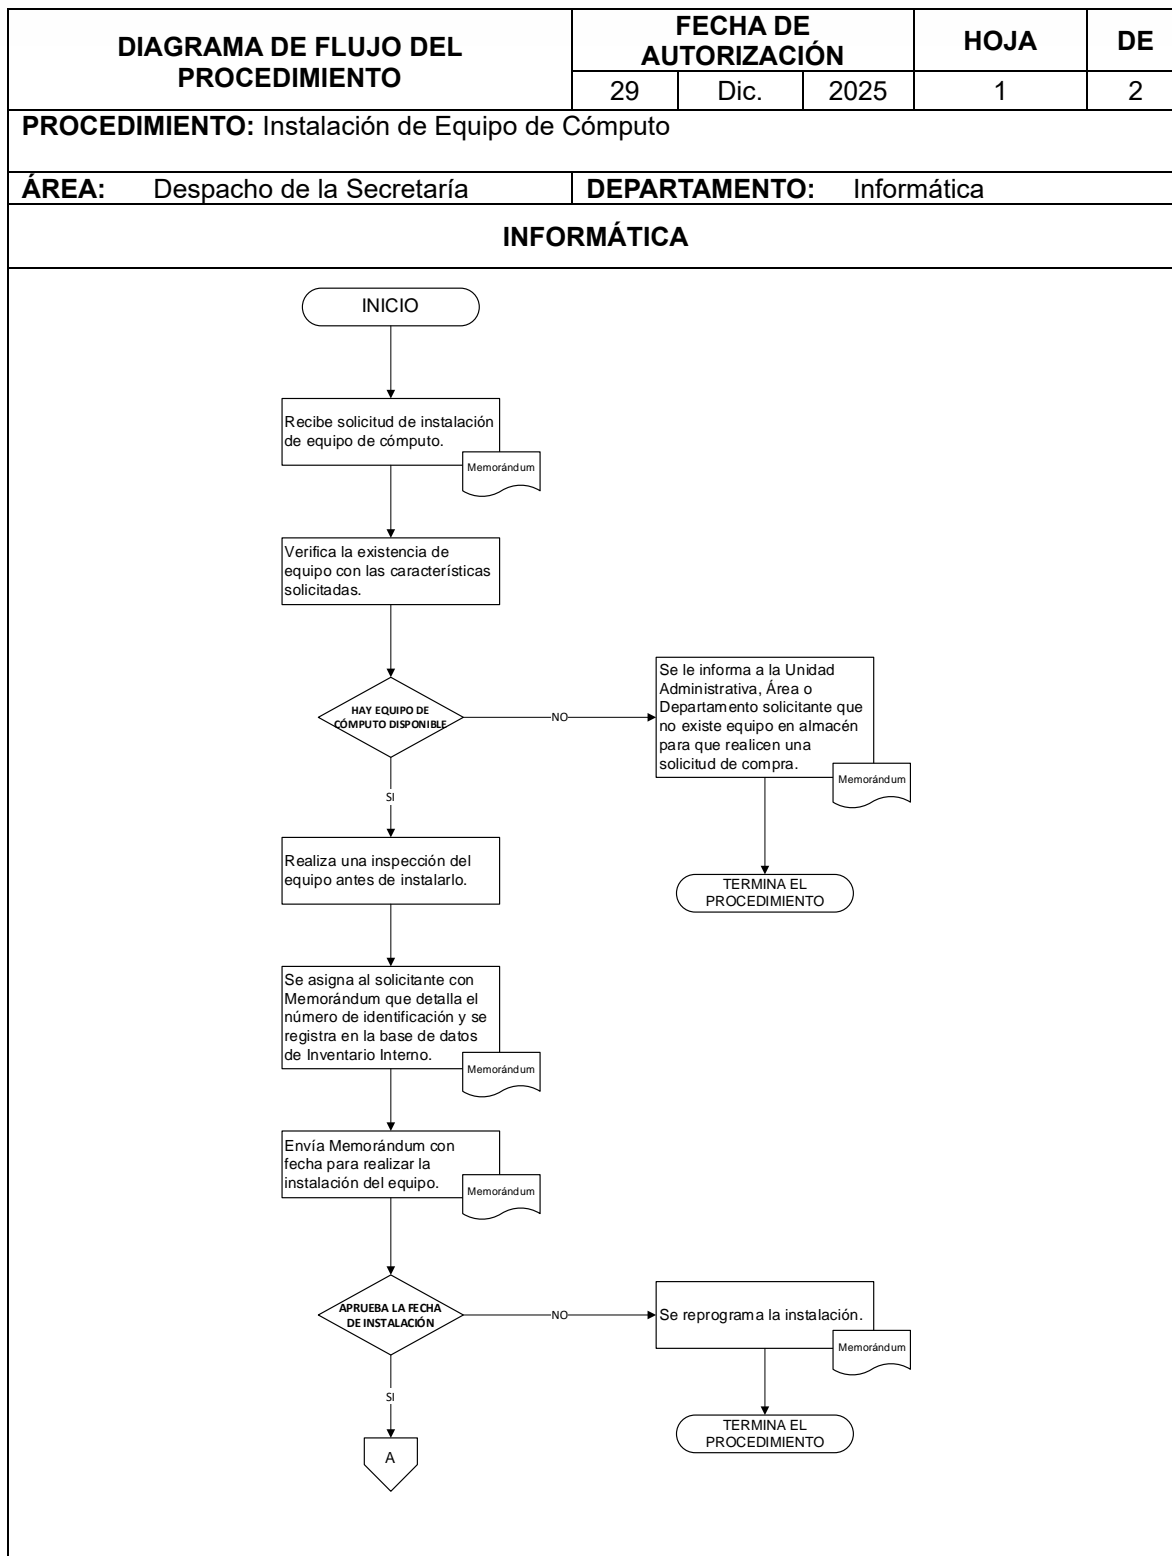 DIAGRAMA DE FLUJO DEL
PROCEDIMIENTO
FECHA DE
AUTORIZACIÓN
HOJA
DE
29
Dic.
2025
1
2
PROCEDIMIENTO: Instalación de Equipo de Cómputo
ÁREA: Despacho de la Secretaría
DEPARTAMENTO: Informática
INFORMÁTICA
INICIO
Recibe solicitud de instalación
de equipo de cómputo.
Memorándum
Verifica la existencia de
equipo con las características
solicitadas.
HAY EQUIPO DE
CÓMPUTO DISPONIBLE
NO
Se le informa a la Unidad
Administrativa, Área o
Departamento solicitante que
no existe equipo en almacén
para que realicen una
solicitud de compra.
Memorándum
TERMINA EL
PROCEDIMIENTO
SI
Realiza una inspección del
equipo antes de instalarlo.
Se asigna al solicitante con
Memorándum que detalla el
número de identificación y se
registra en la base de datos
de Inventario Interno.
Memorándum
Envía Memorándum con
fecha para realizar la
instalación del equipo.
Memorándum
APRUEBA LA FECHA
DE INSTALACIÓN
NO
Se reprograma la instalación.
Memorándum
TERMINA EL
PROCEDIMIENTO
SI
A